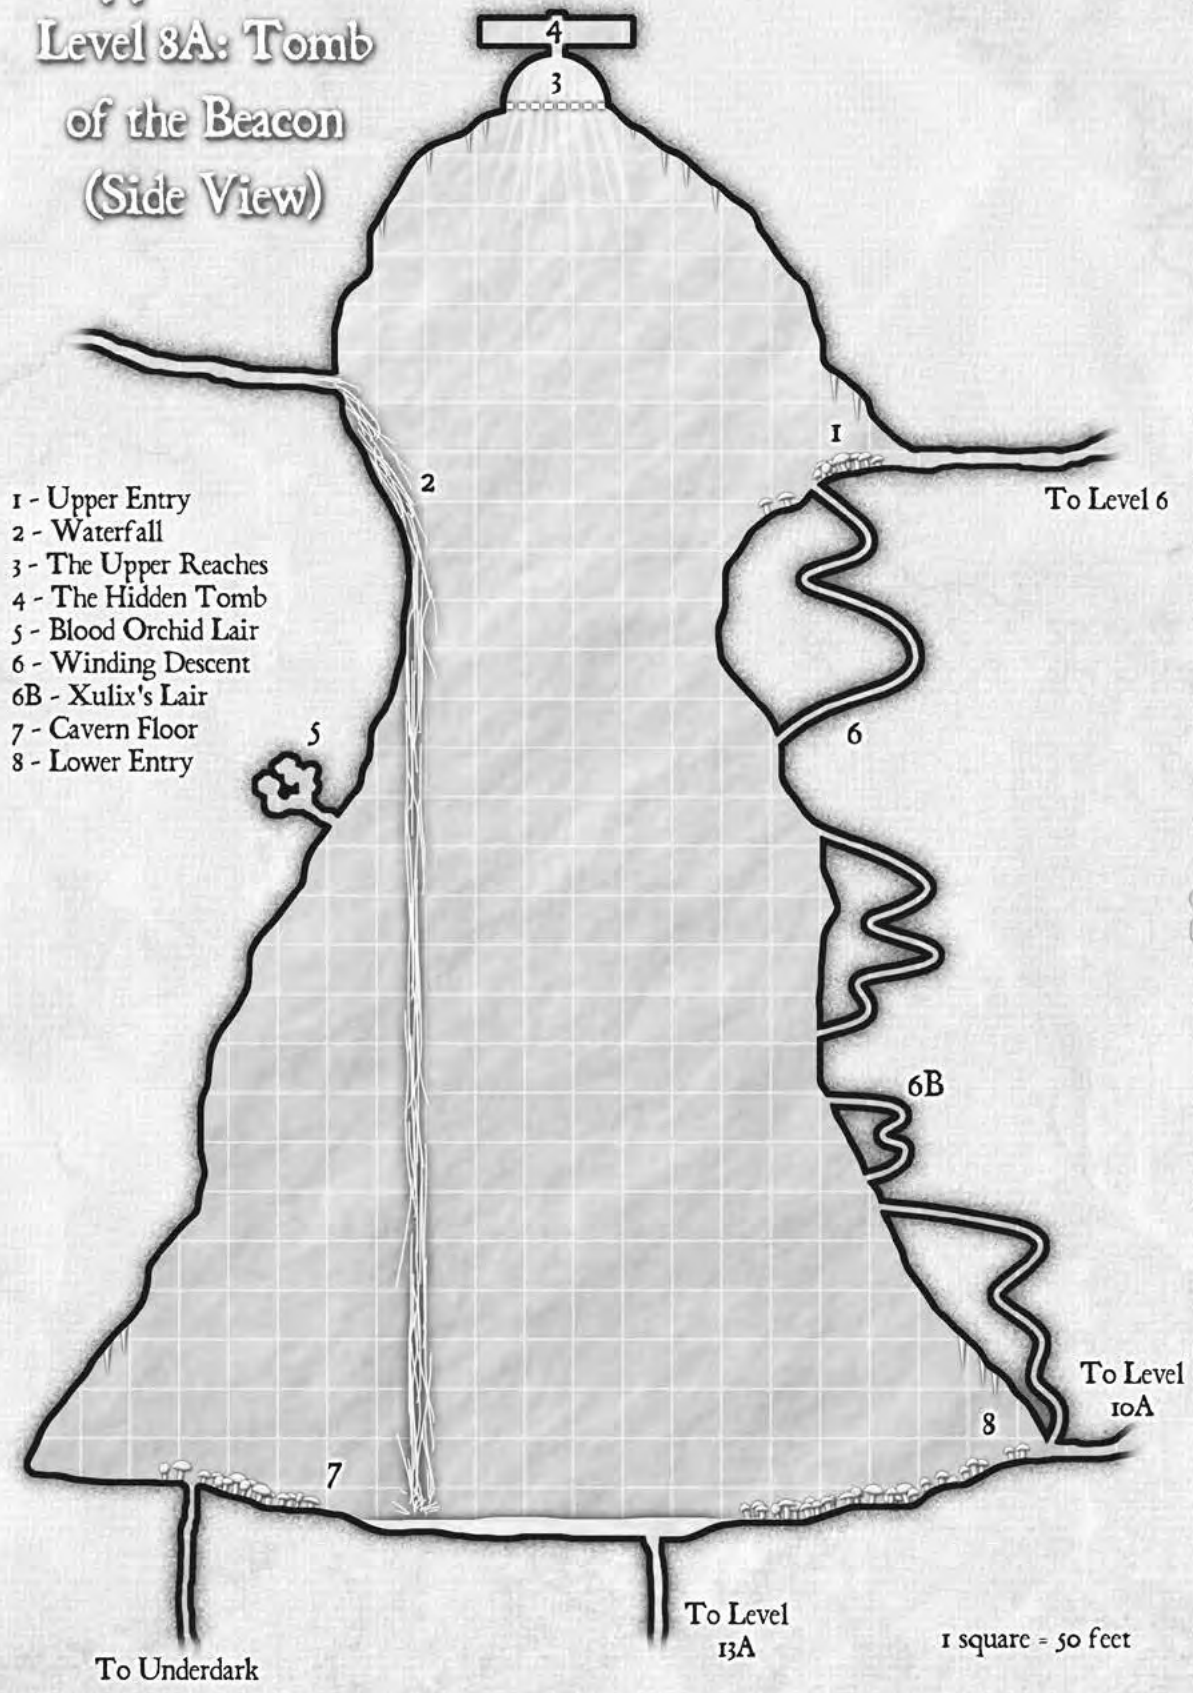 Level 8A: Tomb
of the Beacon
(Side View)
4
3
1
2
To Level 6
1 - Upper Entry
2 - Waterfall
3 - The Upper Reaches
4 - The Hidden Tomb
5 - Blood Orchid Lair
6 - Winding Descent
6B - Xulix's Lair
7 - Cavern Floor
8 - Lower Entry
5
6
6B
To Level
10A
8
7
To Level
13A
1 square = 50 feet
To Underdark